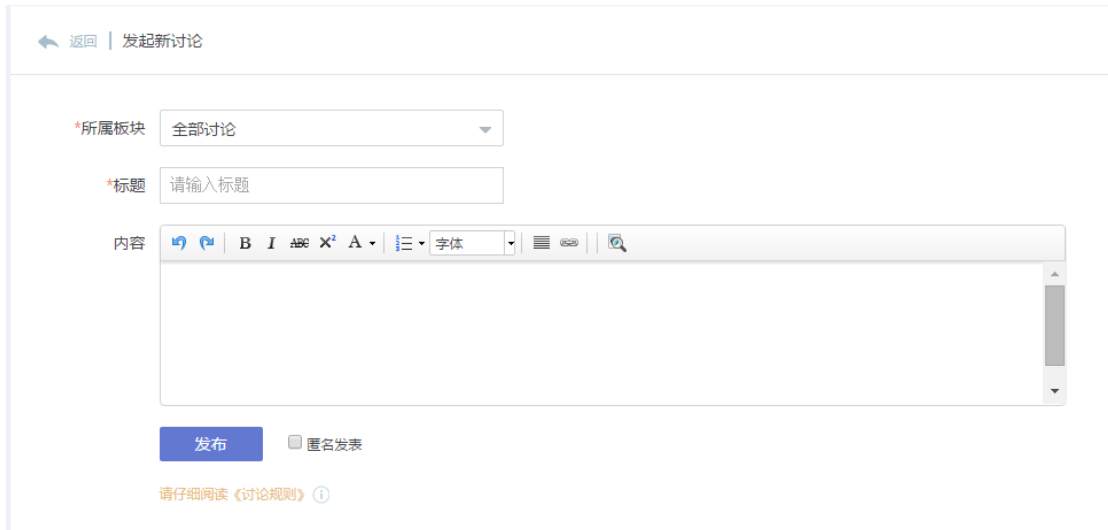 返回 | 发起新讨论
*所属板块 全部讨论
*标题 请输入标题
内容 B I ABC X² A 字体
发布 匿名发表
请仔细阅读《讨论规则》